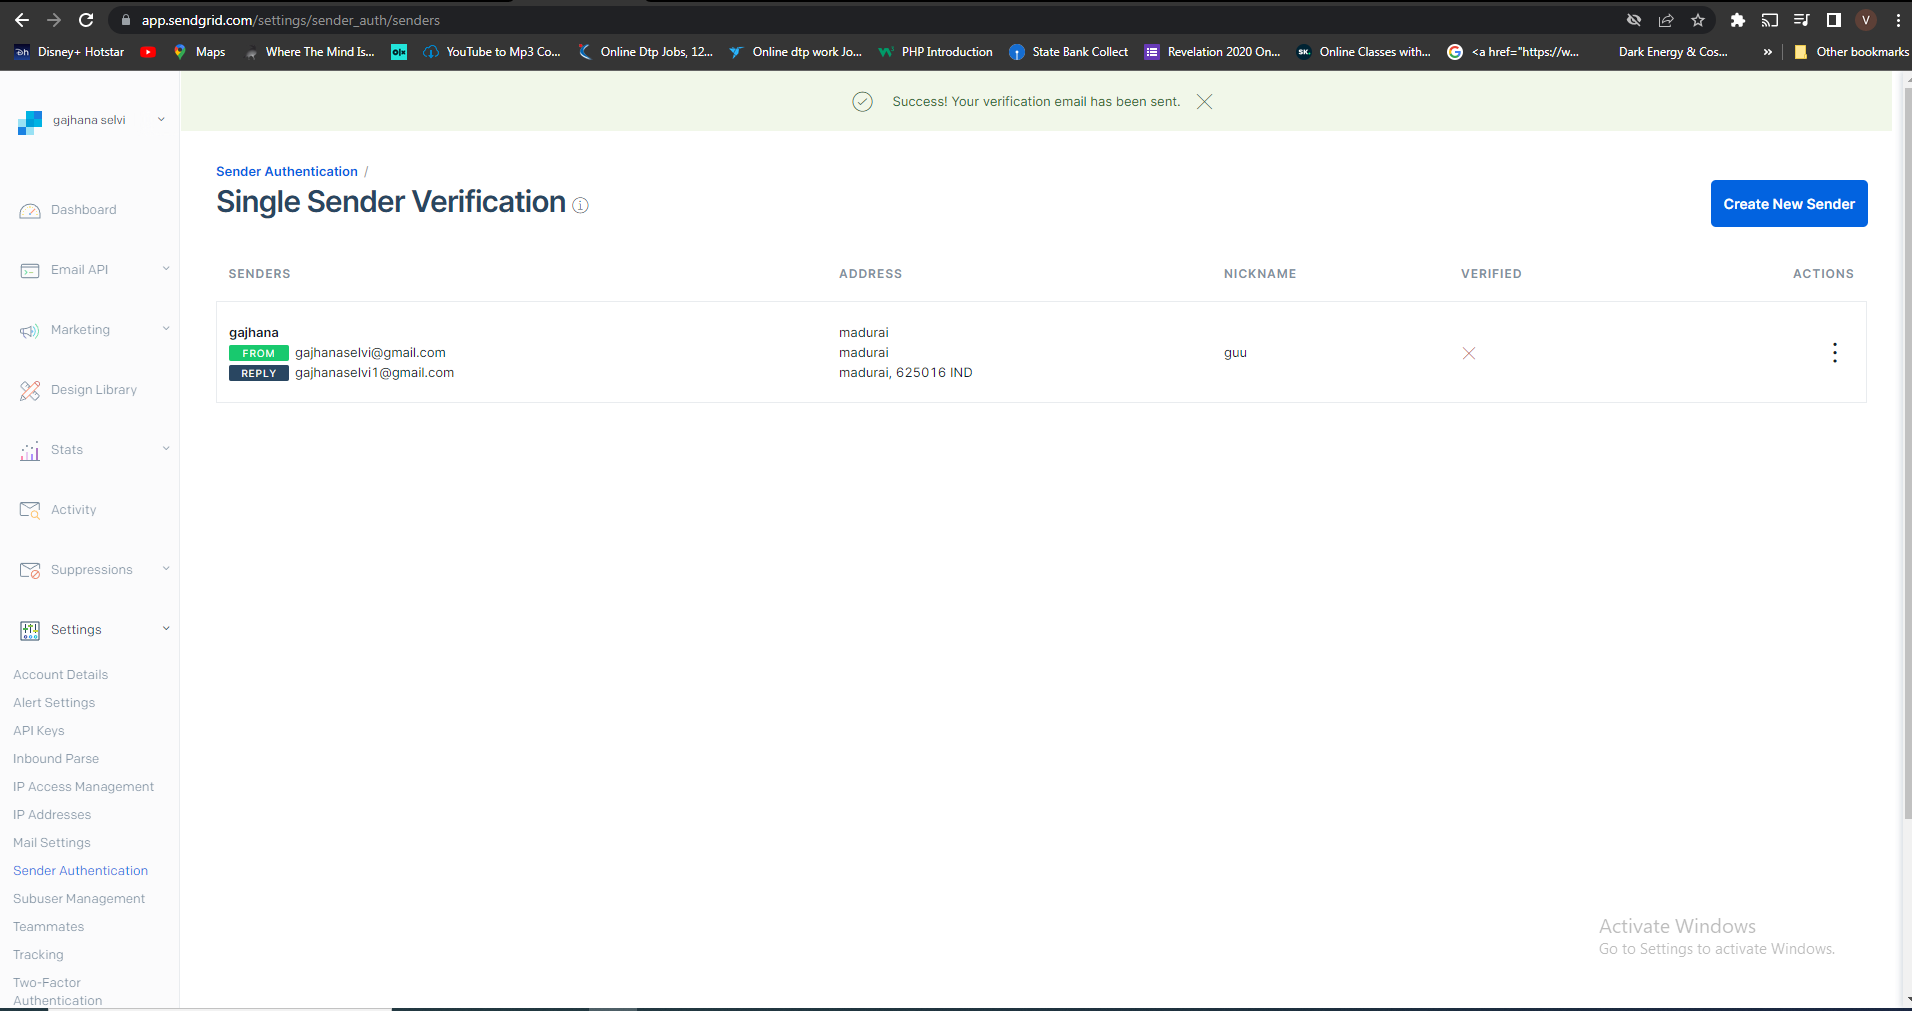 app.sendgrid.com/settings/sender_auth/senders
V
Disney+ Hotstar
Maps
Where The Mind Is...
olx
YouTube to Mp3 Co...
Online Dtp Jobs, 12...
Online dtp work Jo...
PHP Introduction
State Bank Collect
Revelation 2020 On...
SK.
Online Classes with...
<a href="https://w...
Dark Energy & Cos...
»
Other bookmarks
Success! Your verification email has been sent.
gajhana selvi
Dashboard
Email API
Marketing
Design Library
Stats
Activity
Suppressions
Settings
Account Details
Alert Settings
API Keys
Inbound Parse
IP Access Management
IP Addresses
Mail Settings
Sender Authentication
Subuser Management
Teammates
Tracking
Two-Factor
Authentication
Sender Authentication /
Single Sender Verification
Create New Sender
SENDERS
ADDRESS
NICKNAME
VERIFIED
ACTIONS
gajhana
FROM gajhanaselvi@gmail.com
REPLY gajhanaselvi1@gmail.com
madurai
madurai
madurai, 625016 IND
guu
Activate Windows
Go to Settings to activate Windows.